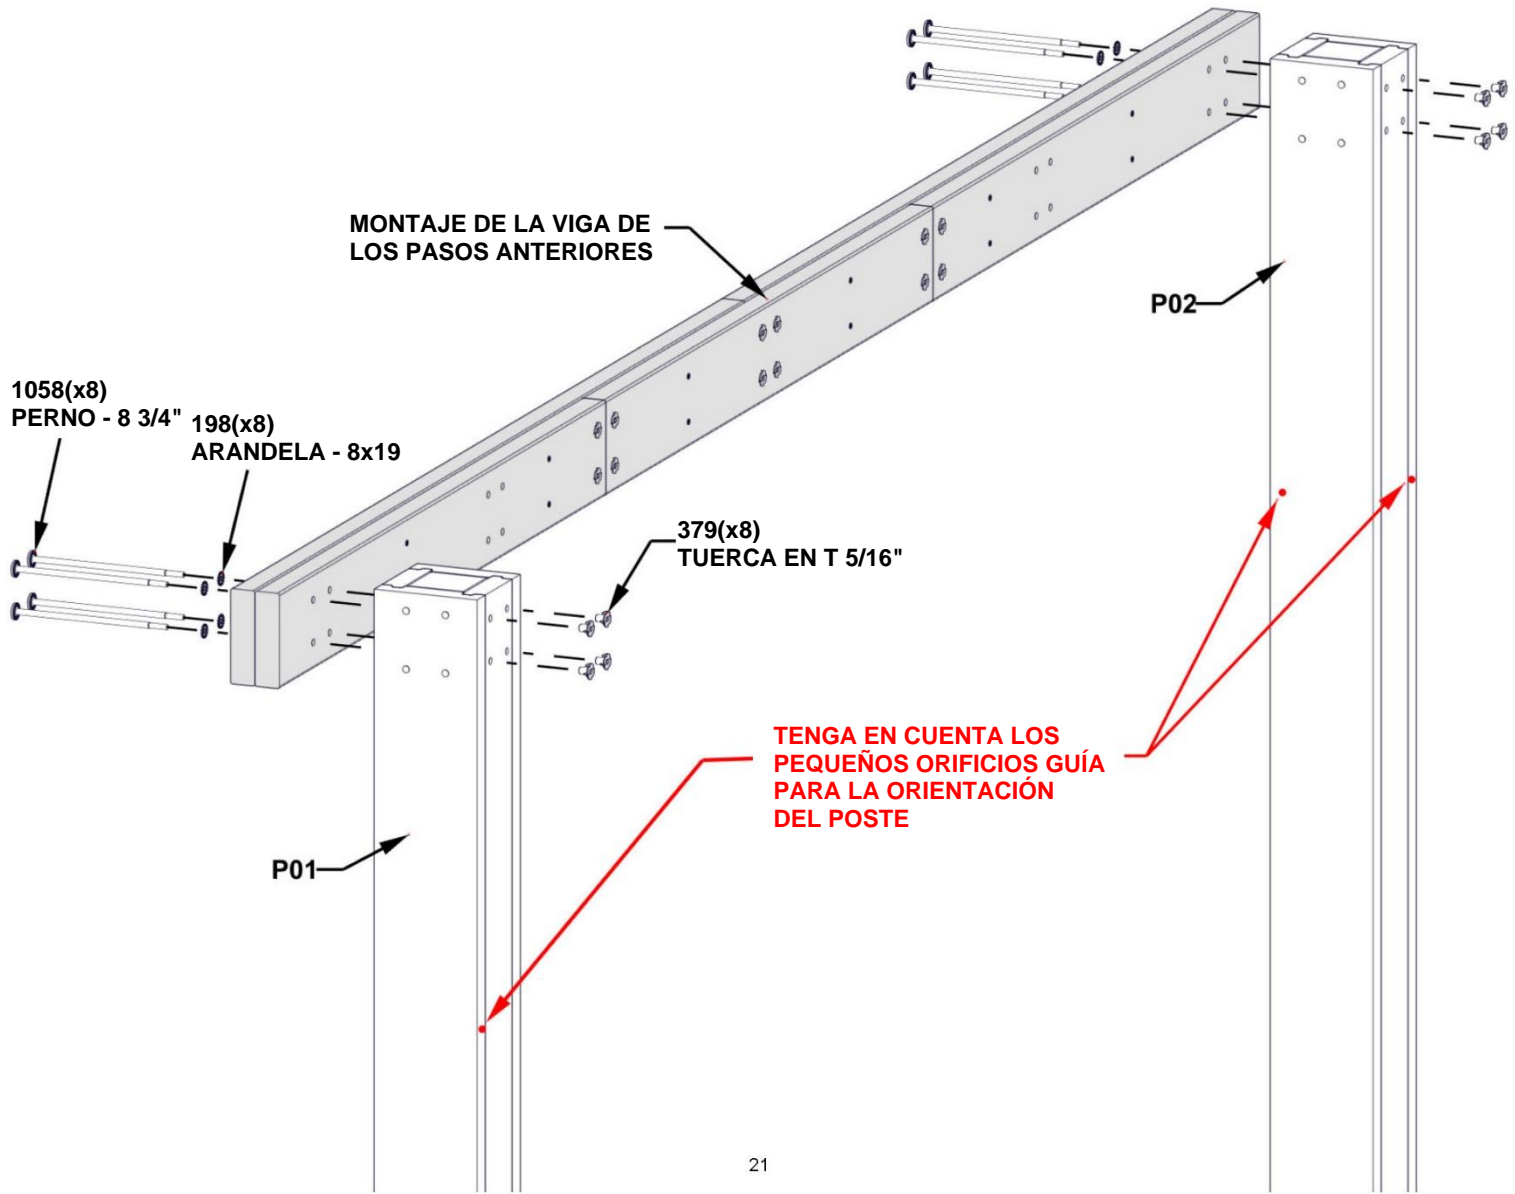 MONTAJE DE LA VIGA DE
LOS PASOS ANTERIORES
P02
1058(x8)
PERNO - 8 3/4"
198(x8)
ARANDELA - 8x19
379(x8)
TUERCA EN T 5/16"
TENGA EN CUENTA LOS
PEQUEÑOS ORIFICIOS GUÍA
PARA LA ORIENTACIÓN
DEL POSTE
P01
21